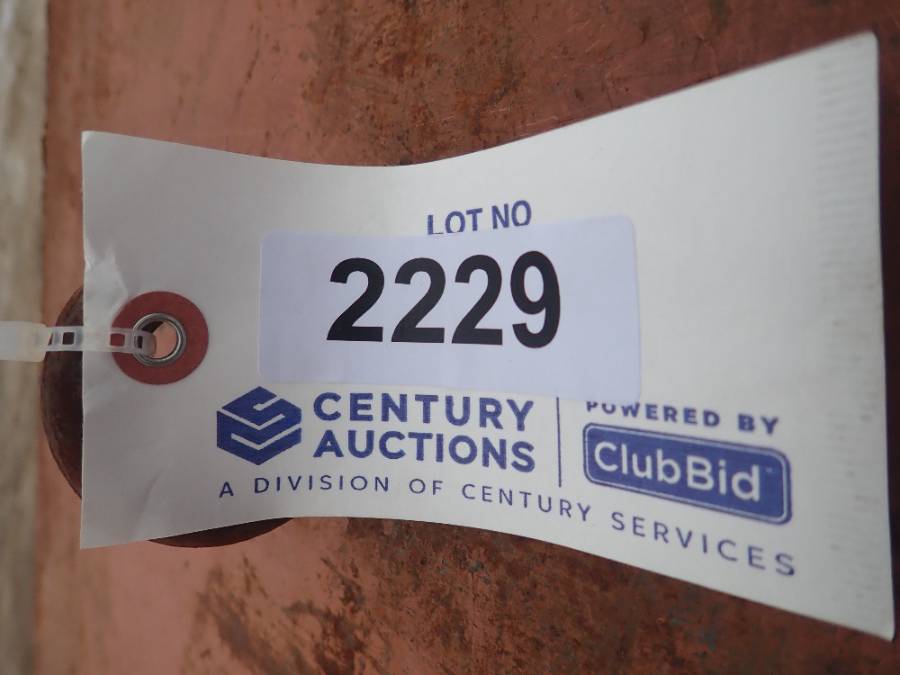 LOT NO
2229
CENTURY
AUCTIONS
POWERED BY
ClubBid
A DIVISION OF CENTURY SERVICES